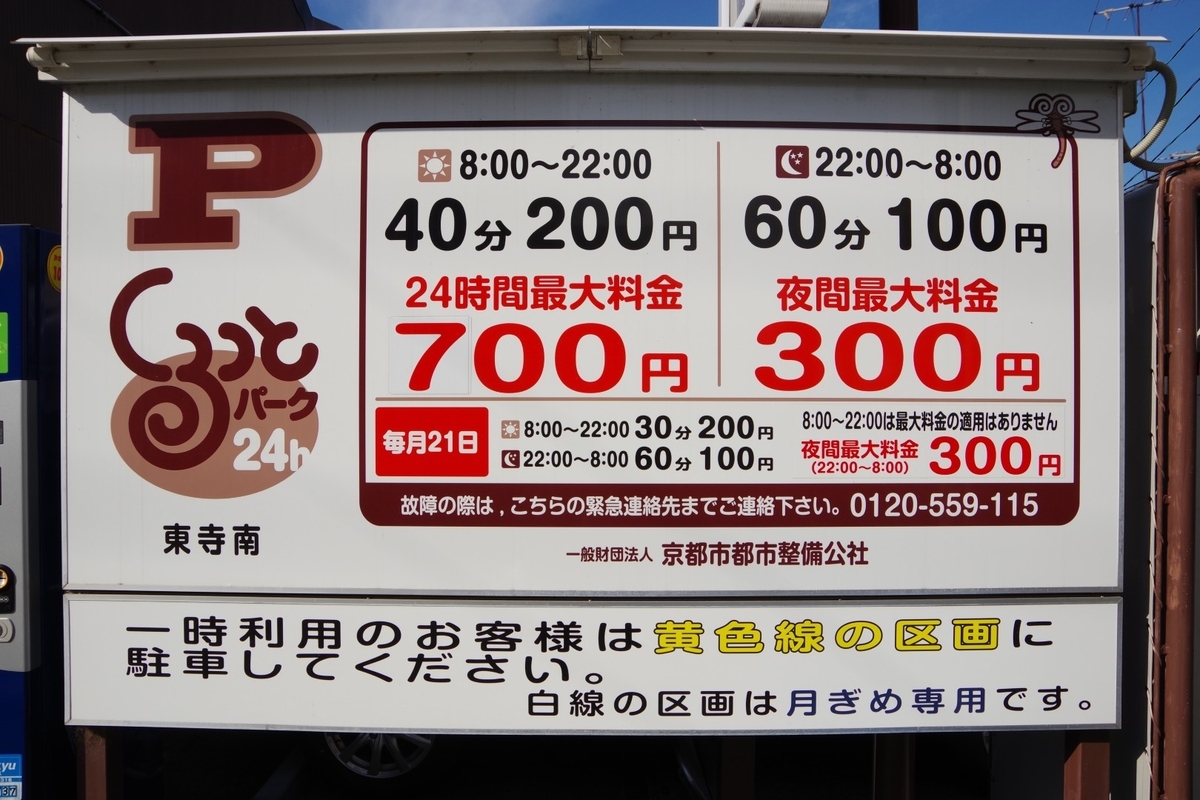 P
くるっと
パーク
24h
東寺南
8:00～22:00
40分 200円
24時間最大料金
700円
22:00～8:00
60分 100円
夜間最大料金
300円
毎月21日
8:00～22:00 30分 200円
22:00～8:00 60分 100円
8:00～22:00は最大料金の適用はありません
夜間最大料金
(22:00～8:00)
300円
故障の際は，こちらの緊急連絡先までご連絡下さい。 0120-559-115
一般財団法人 京都市都市整備公社
一時利用のお客様は黄色線の区画に
駐車してください。
白線の区画は月ぎめ専用です。